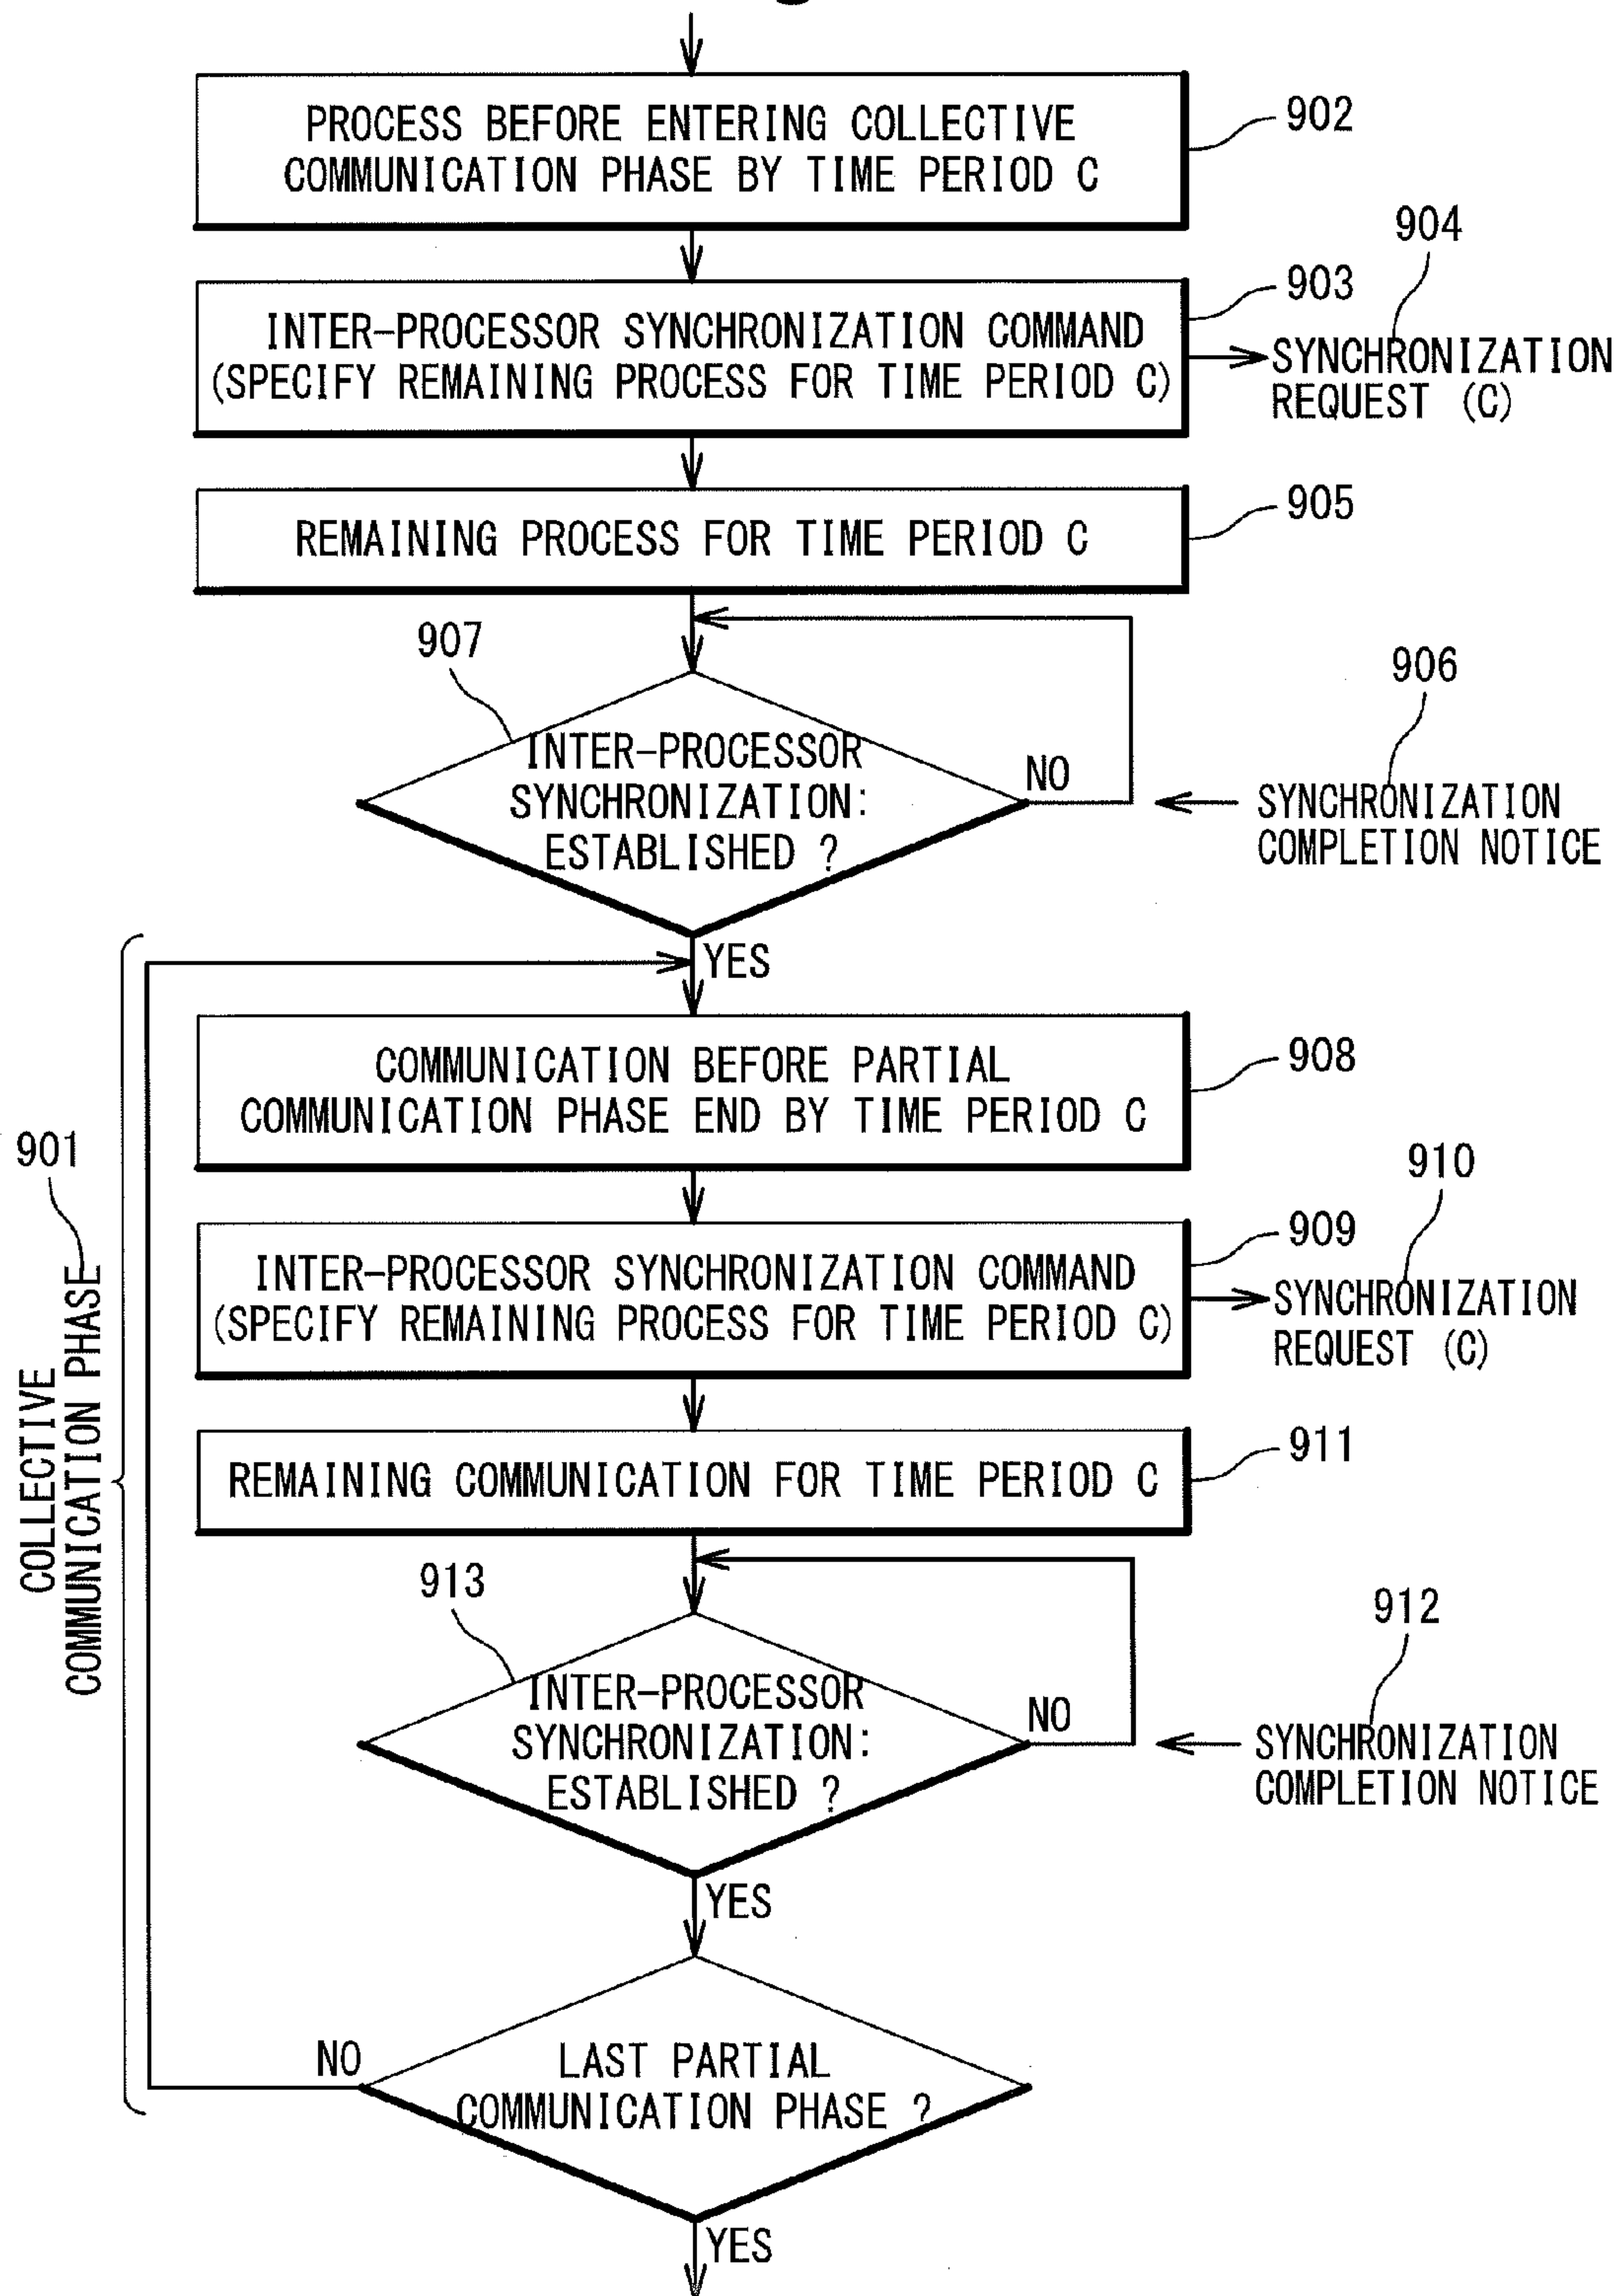 PROCESS BEFORE ENTERING COLLECTIVE
COMMUNICATION PHASE BY TIME PERIOD C
902
904
903
INTER-PROCESSOR SYNCHRONIZATION COMMAND
(SPECIFY REMAINING PROCESS FOR TIME PERIOD C)
SYNCHRONIZATION
REQUEST (C)
905
REMAINING PROCESS FOR TIME PERIOD C
907
906
INTER-PROCESSOR
SYNCHRONIZATION:
ESTABLISHED ?
NO
SYNCHRONIZATION
COMPLETION NOTICE
YES
COMMUNICATION BEFORE PARTIAL
COMMUNICATION PHASE END BY TIME PERIOD C
908
901
COLLECTIVE
COMMUNICATION PHASE
910
909
INTER-PROCESSOR SYNCHRONIZATION COMMAND
(SPECIFY REMAINING PROCESS FOR TIME PERIOD C)
SYNCHRONIZATION
REQUEST (C)
911
REMAINING COMMUNICATION FOR TIME PERIOD C
913
912
INTER-PROCESSOR
SYNCHRONIZATION:
ESTABLISHED ?
NO
SYNCHRONIZATION
COMPLETION NOTICE
YES
NO
LAST PARTIAL
COMMUNICATION PHASE ?
YES